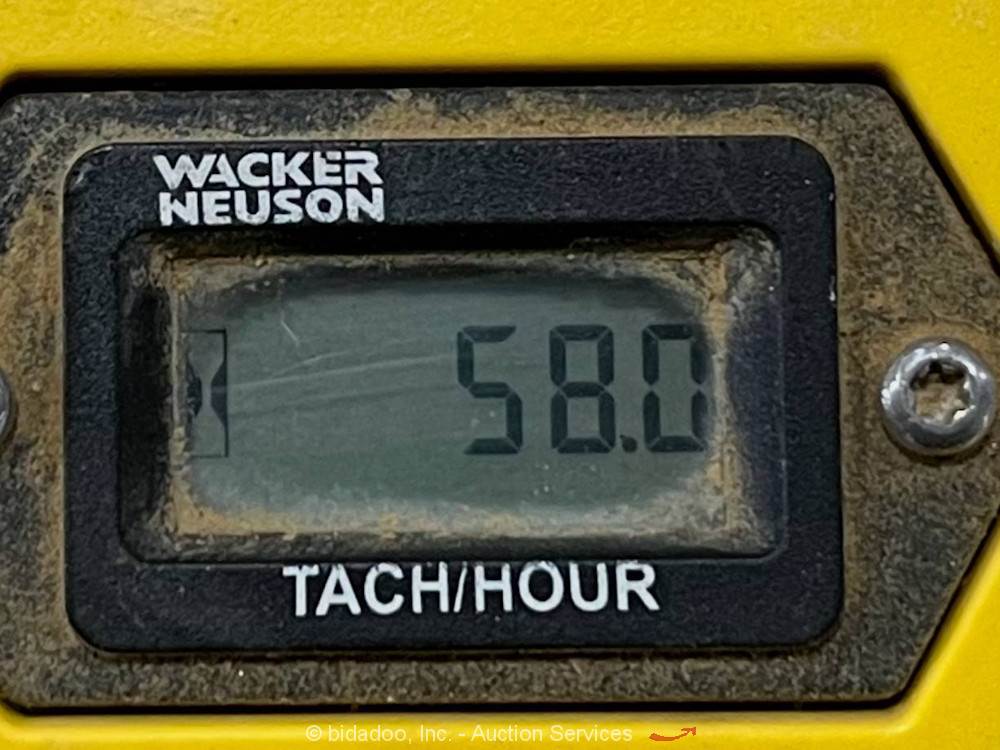 WACKER
NEUSON
58.0
TACH/HOUR
© bidadoo, Inc. - Auction Services